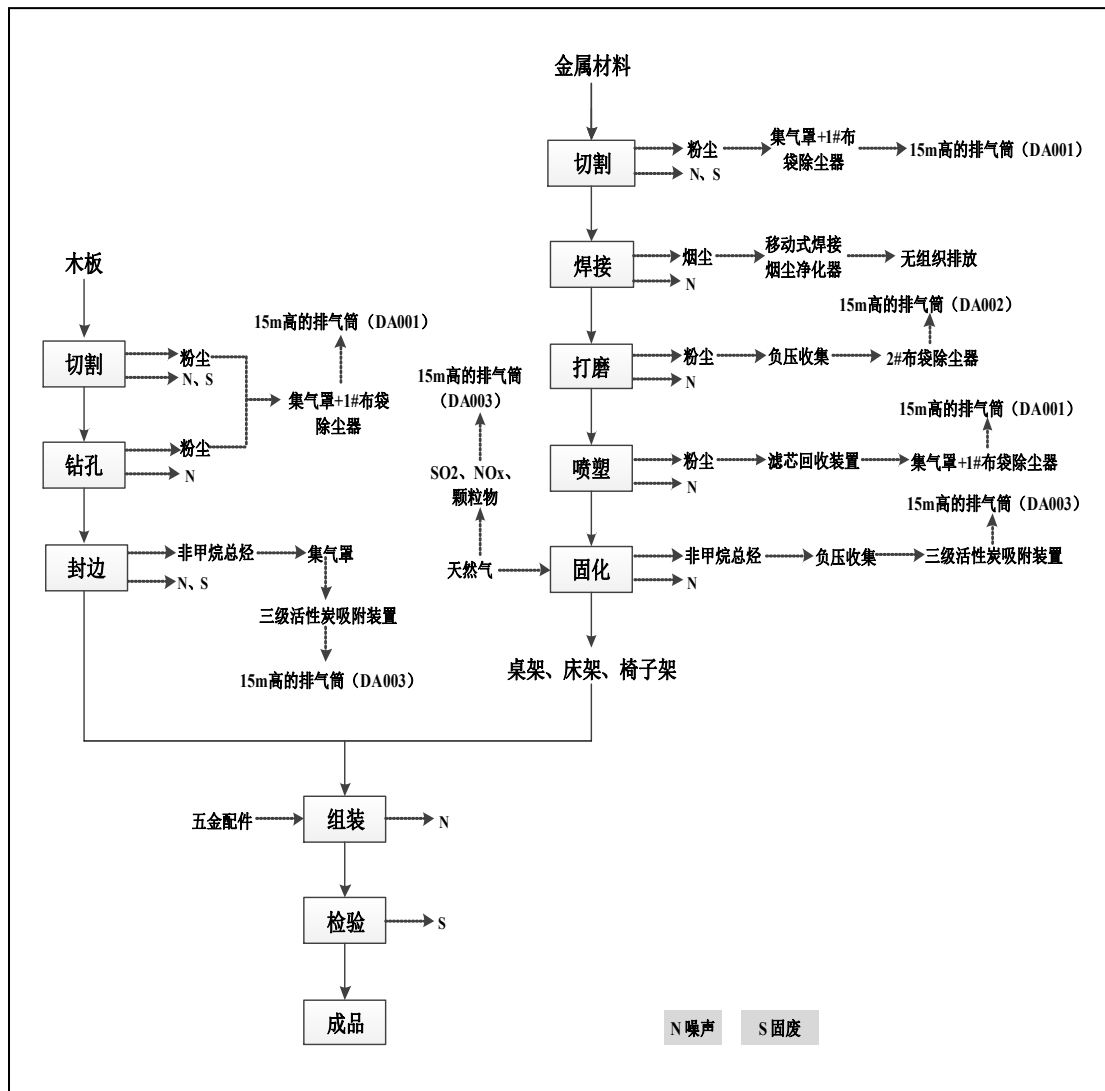 金属材料
切割
粉尘
集气罩+1#布
袋除尘器
15m高的排气筒（DA001）
N、S
焊接
烟尘
移动式焊接
烟尘净化器
无组织排放
N
打磨
粉尘
负压收集
2#布袋除尘器
15m高的排气筒（DA002）
N
喷塑
粉尘
滤芯回收装置
集气罩+1#布袋除尘器
15m高的排气筒（DA001）
N
固化
非甲烷总烃
负压收集
三级活性炭吸附装置
15m高的排气筒（DA003）
N
天然气
SO2、NOx、
颗粒物
15m高的排气筒
（DA003）
桌架、床架、椅子架
木板
切割
粉尘
N、S
钻孔
粉尘
N
集气罩+1#布袋
除尘器
15m高的排气筒（DA001）
封边
非甲烷总烃
集气罩
N、S
三级活性炭吸附装置
15m高的排气筒（DA003）
五金配件
组装
N
检验
S
成品
N 噪声
S 固废